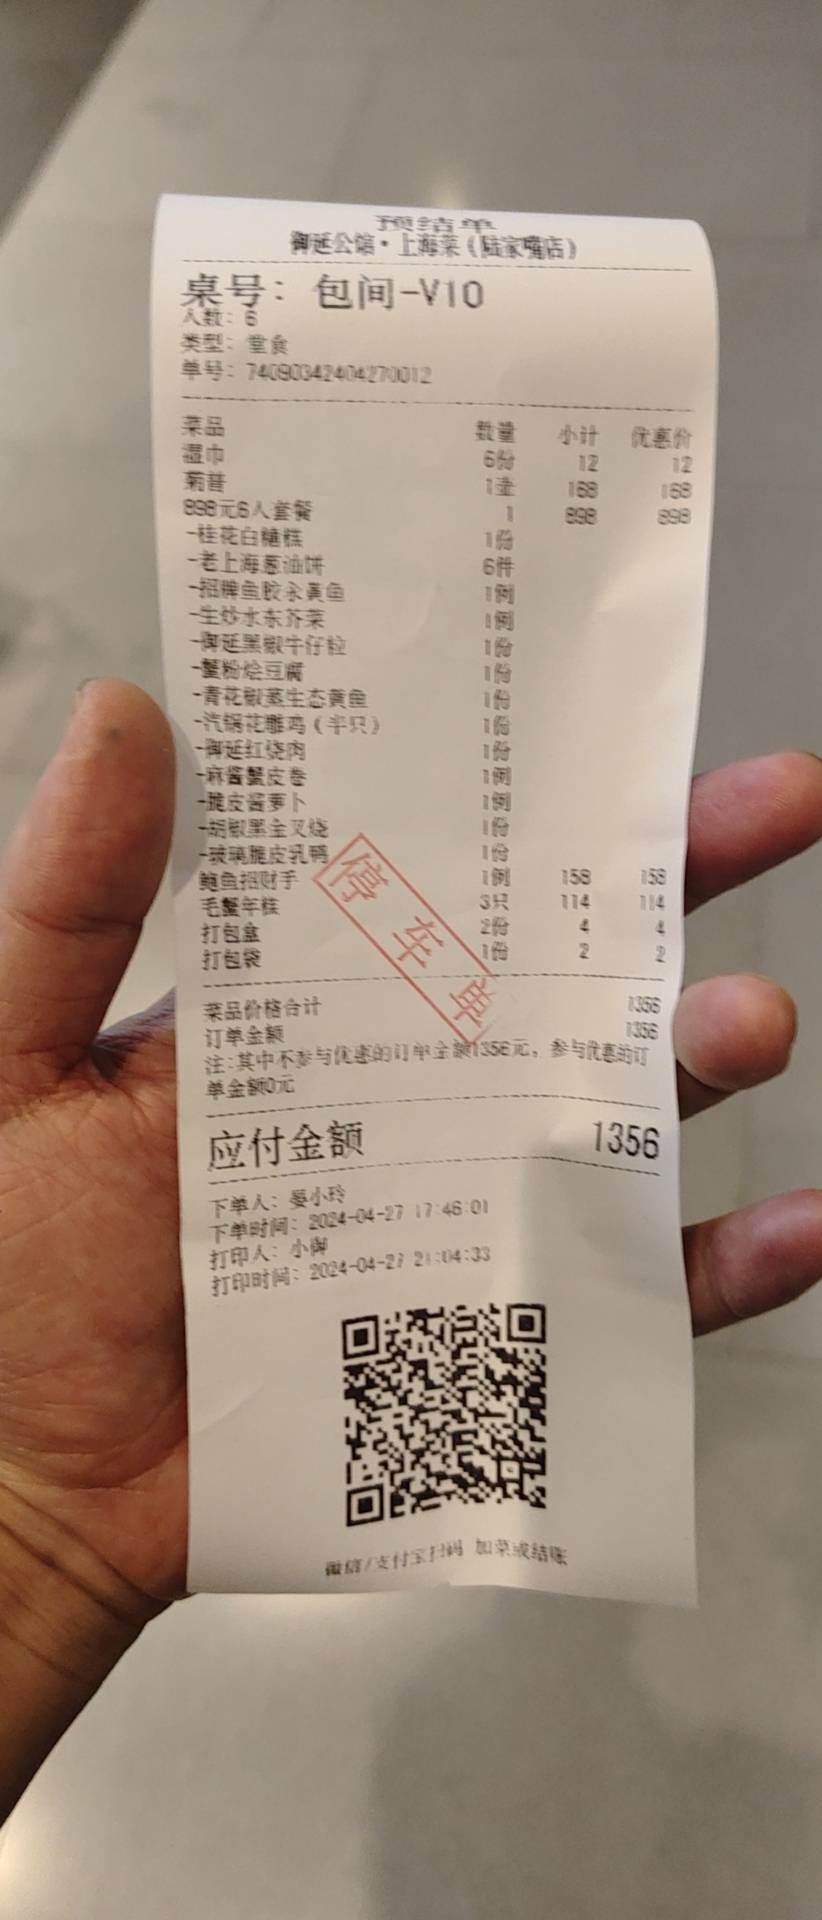 预结单
御延公馆·上海菜(陆家嘴店)
桌号: 包间-V10
人数: 6
类型: 堂食
单号: 74090342404270012
菜品 数量 小计 优惠价
湿巾 6份 12 12
菊普 1壶 168 168
898元6人套餐 1 898 898
-桂花白糖糕 1份
-老上海葱油饼 6件
-招牌鱼胶汆黄鱼 1例
-生炒水东芥菜 1例
-御延黑椒牛仔粒 1份
-蟹粉烩豆腐 1份
-青花椒蒸生态黄鱼 1份
-汽锅花雕鸡(半只) 1份
-御延红烧肉 1份
-麻酱蟹皮卷 1例
-脆皮酱萝卜 1例
-胡椒黑金叉烧 1份
-玻璃脆皮乳鸭 1份
鲍鱼招财手 1例 158 158
毛蟹年糕 3只 114 114
打包盒 2份 4 4
打包袋 1份 2 2
停车单
菜品价格合计 1356
订单金额 1356
注:其中不参与优惠的订单金额1356元，参与优惠的订
单金额0元
应付金额 1356
下单人: 晏小玲
下单时间: 2024-04-27 17:46:01
打印人: 小御
打印时间: 2024-04-27 21:04:33
微信/支付宝扫码 加菜或结账